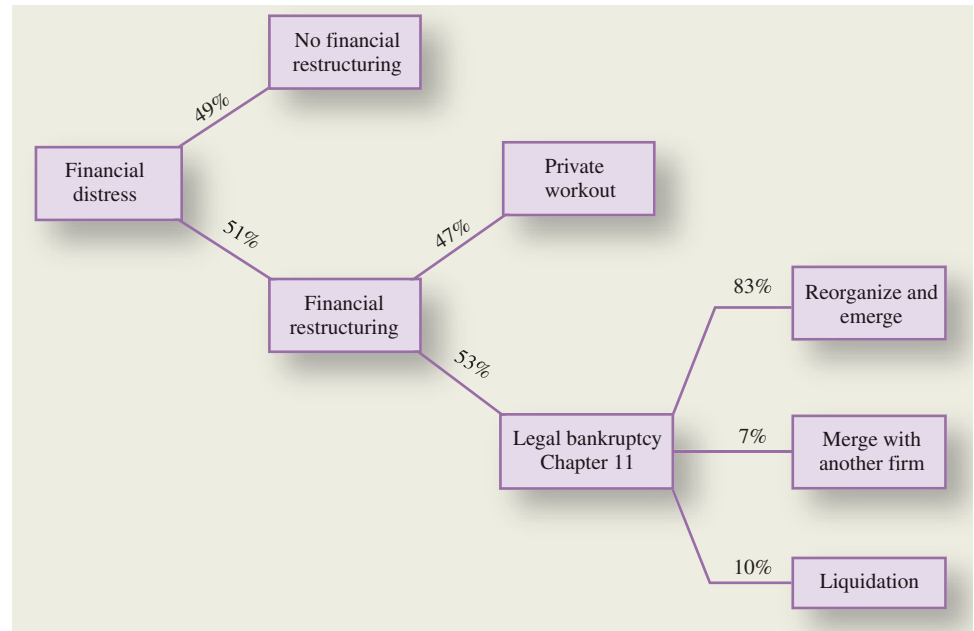 No financial
restructuring
49%
Financial
distress
51%
Private
workout
47%
Financial
restructuring
53%
83%
Reorganize and
emerge
Legal bankruptcy
Chapter 11
7%
Merge with
another firm
10%
Liquidation